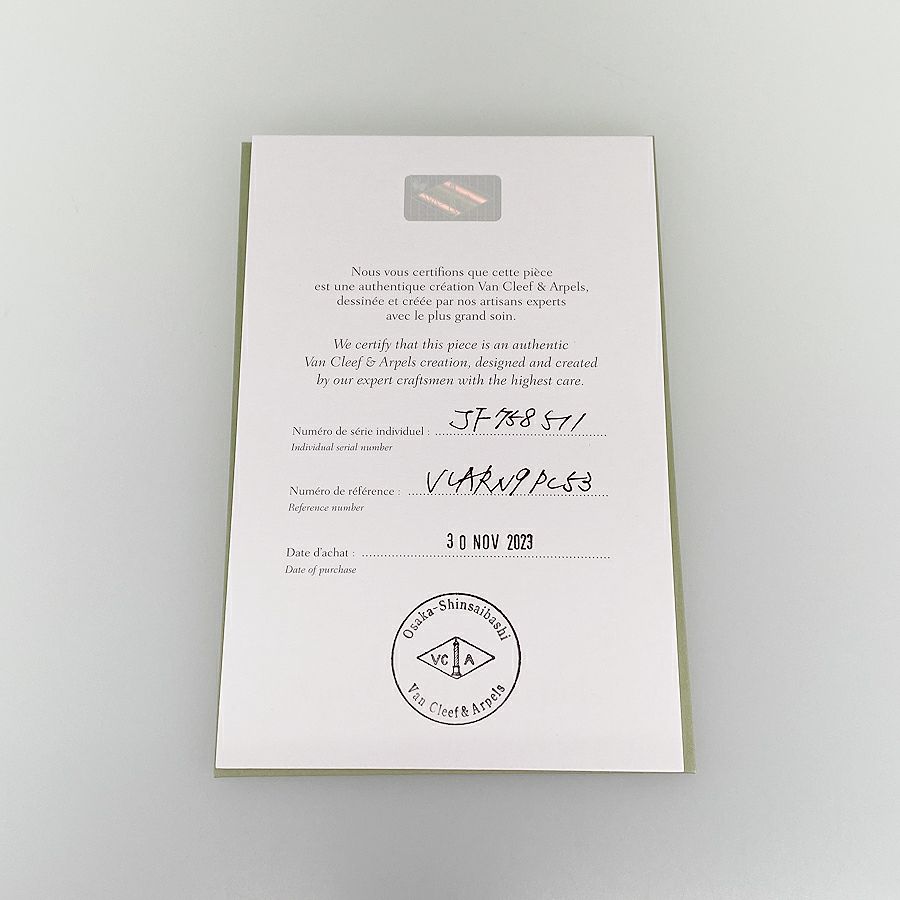 Nous vous certifions que cette pièce
est une authentique création Van Cleef & Arpels,
dessinée et créée par nos artisans experts
avec le plus grand soin.
We certify that this piece is an authentic
Van Cleef & Arpels creation, designed and created
by our expert craftsmen with the highest care.
Numéro de série individuel : JF758511
Individual serial number
Numéro de référence : VCARN9PL53
Reference number
Date d'achat : 30 NOV 2023
Date of purchase
Osaka-Shinsaibashi
VC A
Van Cleef & Arpels